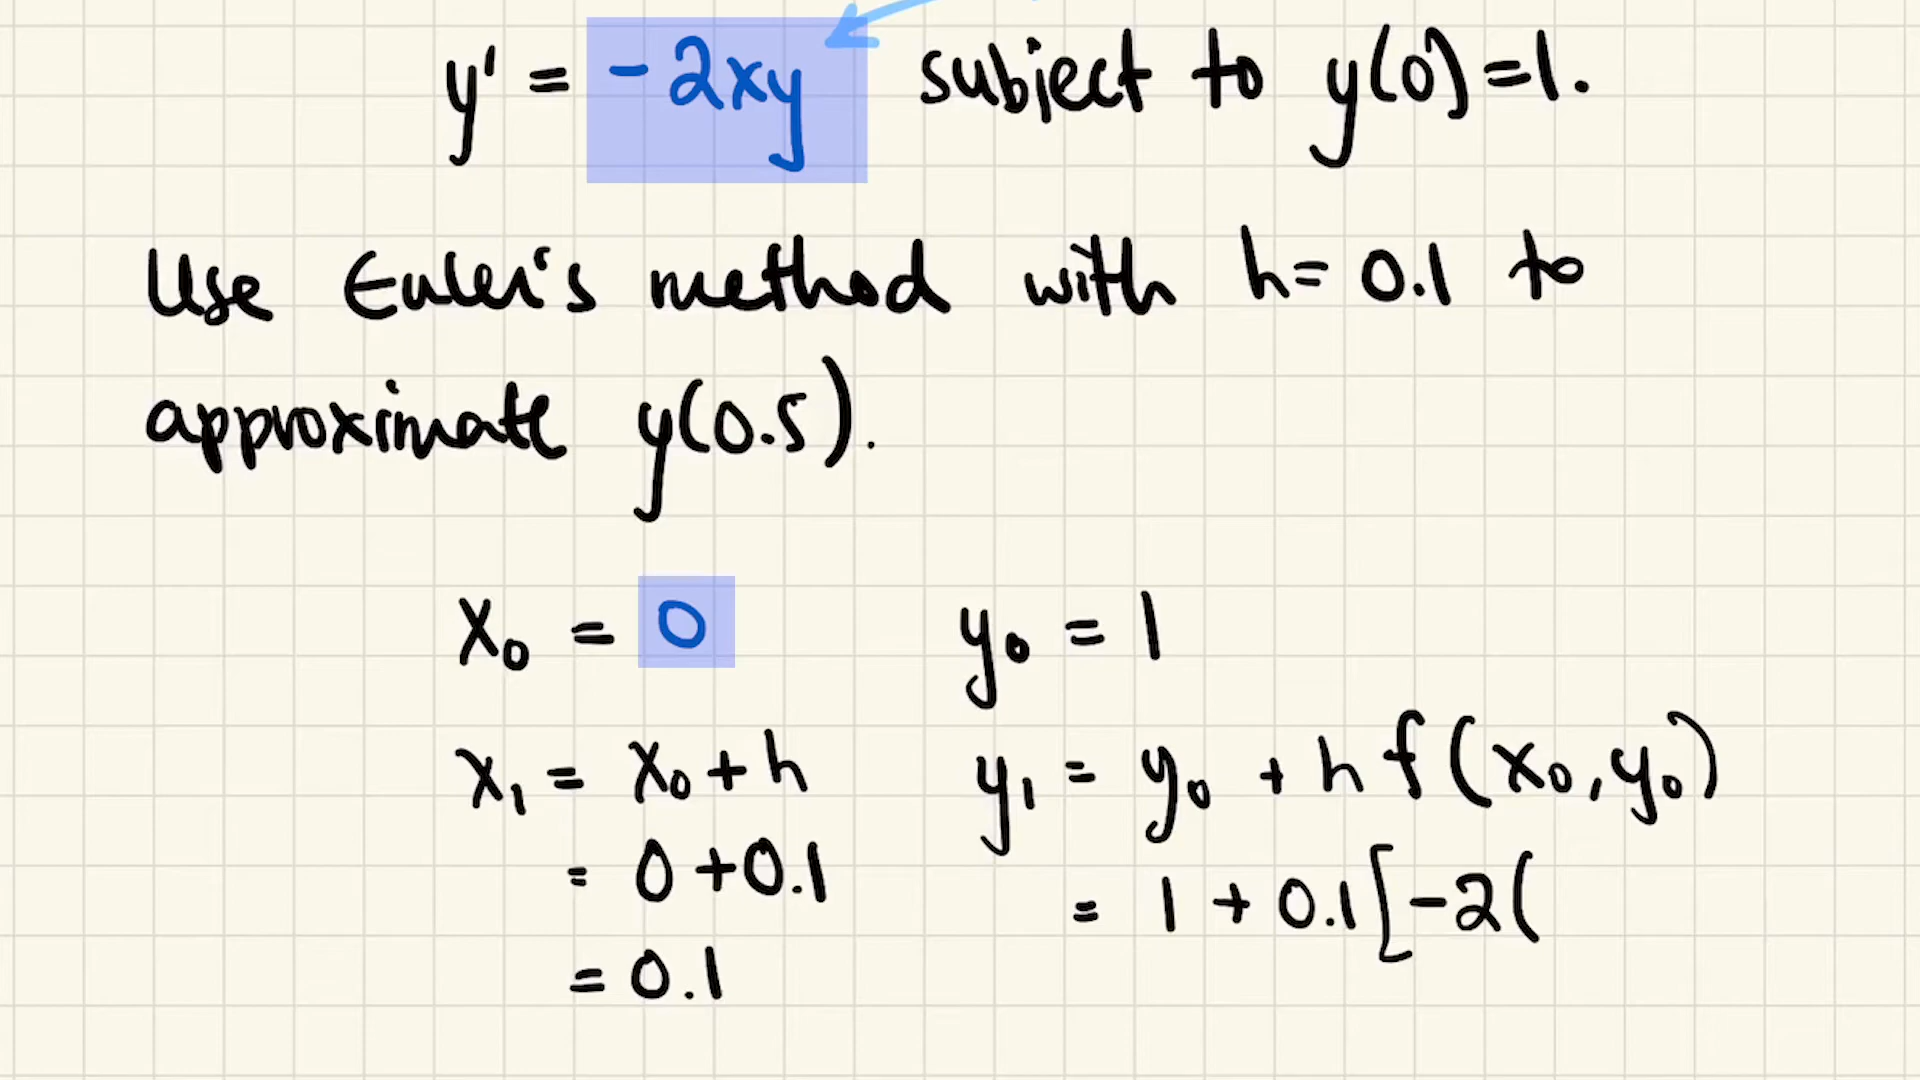 y' = -2xy subject to y(0)=1.
Use Euler's method with h= 0.1 to
approximate y(0.5).
x₀ = 0 y₀ = 1
x₁ = x₀ + h y₁ = y₀ + h f(x₀, y₀)
= 0 + 0.1 = 1 + 0.1[-2(
= 0.1